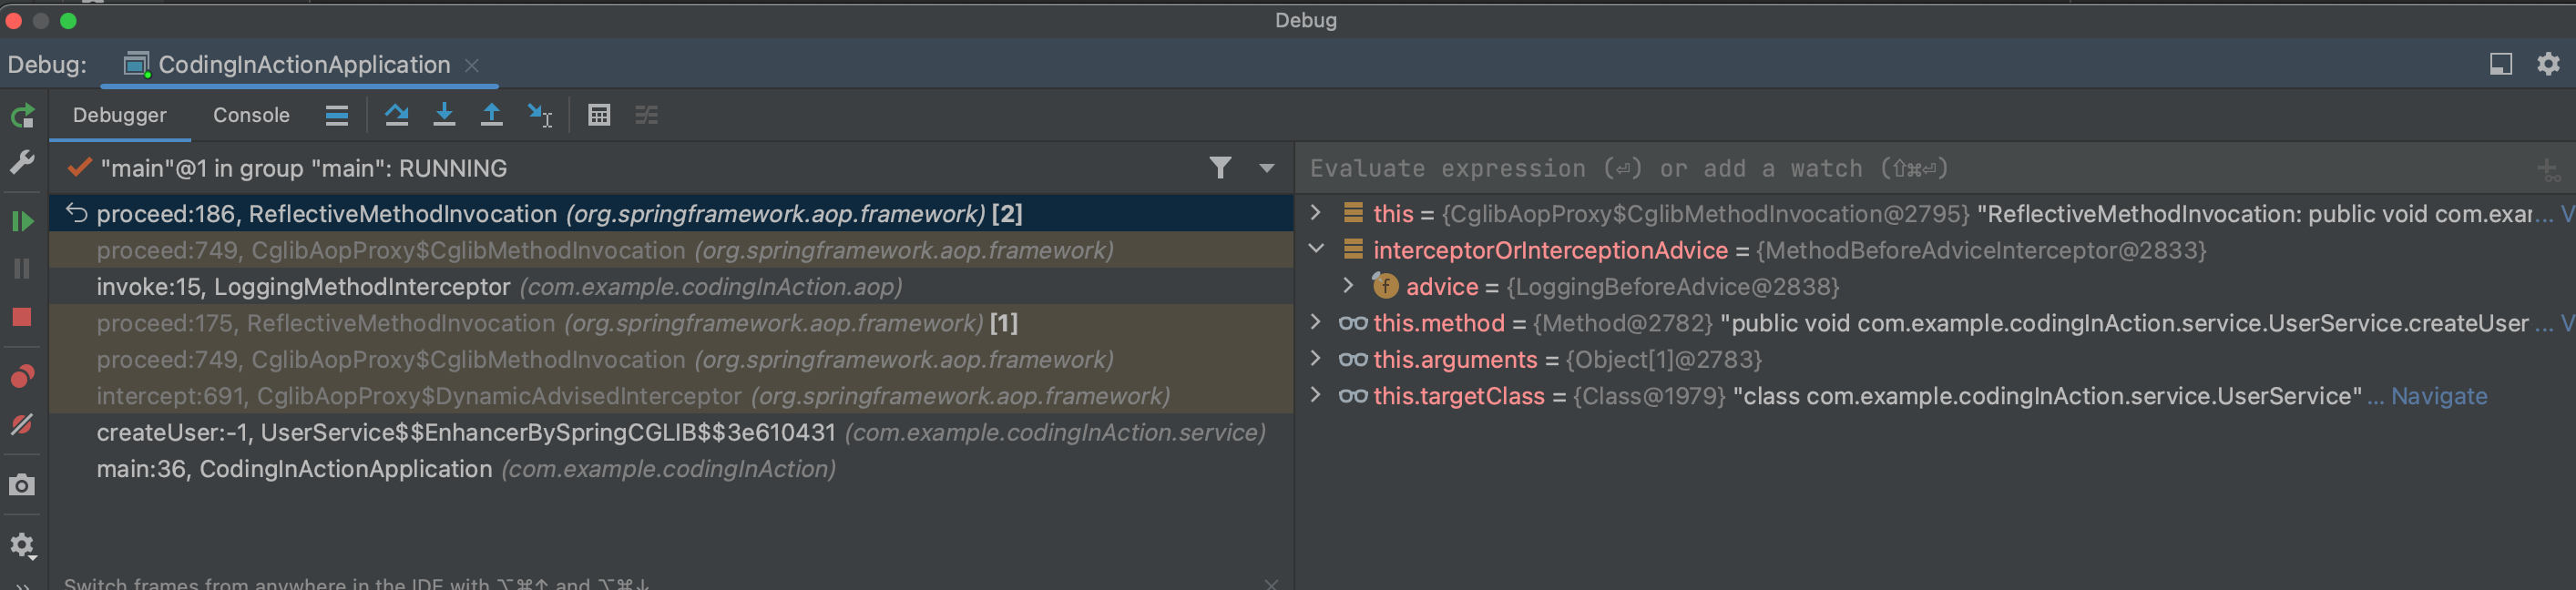 Debug
Debug: CodingInActionApplication
Debugger Console
"main"@1 in group "main": RUNNING
Evaluate expression (⏎) or add a watch (⇧⌘⏎)
proceed:186, ReflectiveMethodInvocation (org.springframework.aop.framework) [2]
proceed:749, CglibAopProxy$CglibMethodInvocation (org.springframework.aop.framework)
invoke:15, LoggingMethodInterceptor (com.example.codingInAction.aop)
proceed:175, ReflectiveMethodInvocation (org.springframework.aop.framework) [1]
proceed:749, CglibAopProxy$CglibMethodInvocation (org.springframework.aop.framework)
intercept:691, CglibAopProxy$DynamicAdvisedInterceptor (org.springframework.aop.framework)
createUser:-1, UserService$$EnhancerBySpringCGLIB$$3e610431 (com.example.codingInAction.service)
main:36, CodingInActionApplication (com.example.codingInAction)
Switch frames from anywhere in the IDE with ⌥⌘↑ and ⌥⌘↓
this = {CglibAopProxy$CglibMethodInvocation@2795} "ReflectiveMethodInvocation: public void com.exar... V
interceptorOrInterceptionAdvice = {MethodBeforeAdviceInterceptor@2833}
f advice = {LoggingBeforeAdvice@2838}
this.method = {Method@2782} "public void com.example.codingInAction.service.UserService.createUser ... V
this.arguments = {Object[1]@2783}
this.targetClass = {Class@1979} "class com.example.codingInAction.service.UserService" ... Navigate